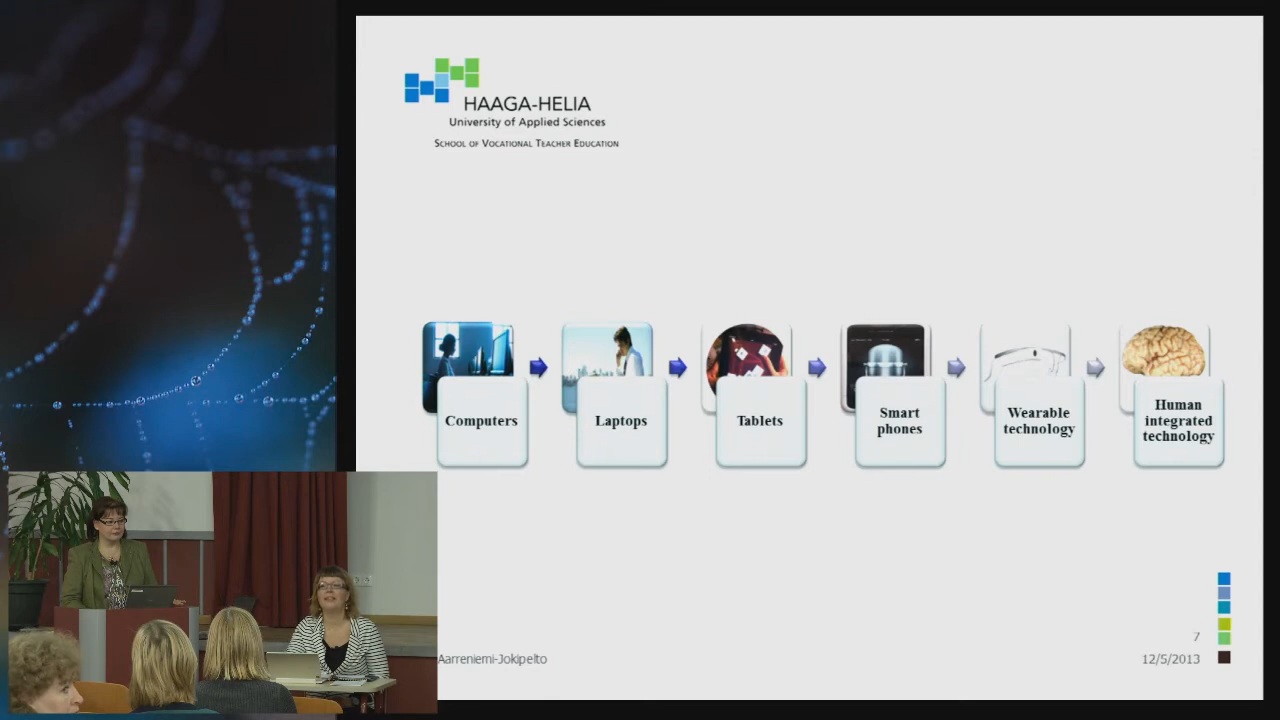 HAAGA-HELIA
University of Applied Sciences
SCHOOL OF VOCATIONAL TEACHER EDUCATION
Computers
Laptops
Tablets
Smart
phones
Wearable
technology
Human
integrated
technology
7
Aarreniemi-Jokipelto
12/5/2013